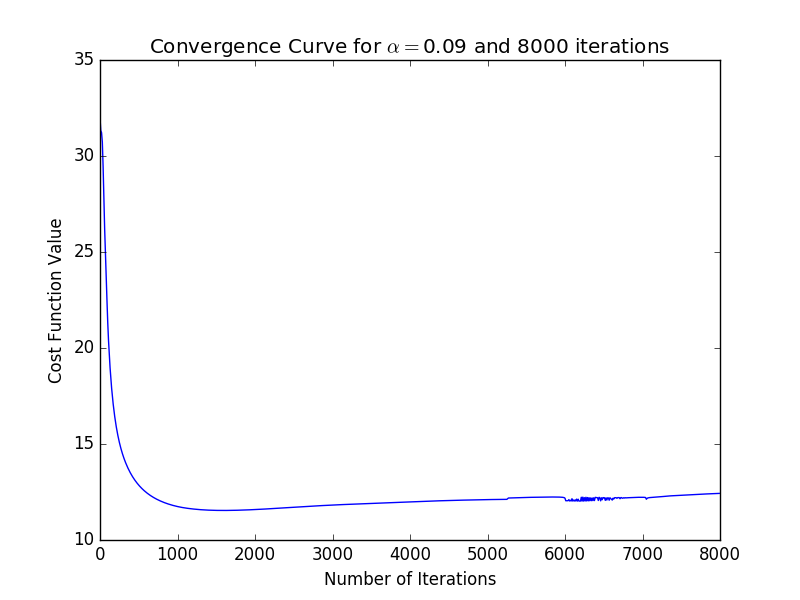 Convergence Curve for α = 0.09 and 8000 iterations
35
30
25
20
15
10
Cost Function Value
0 1000 2000 3000 4000 5000 6000 7000 8000
Number of Iterations